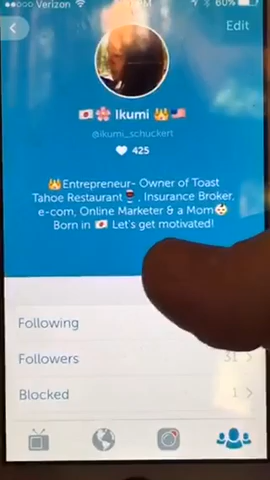 Verizon
60%
Edit
Ikumi
@ikumi_schuckert
425
Entrepreneur- Owner of Toast
Tahoe Restaurant , Insurance Broker,
e-com, Online Marketer & a Mom
Born in Let's get motivated!
Following
Followers 31
Blocked 1